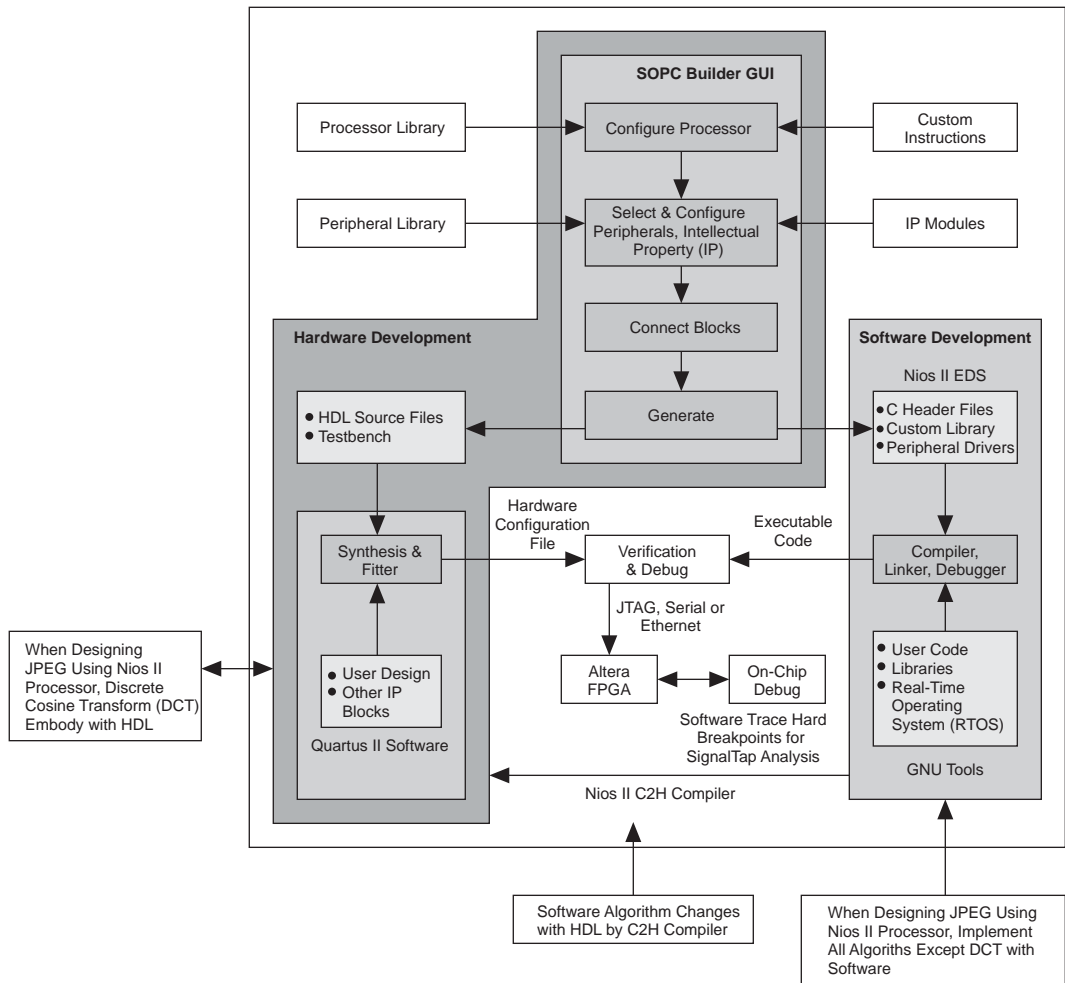 SOPC Builder GUI
Processor Library
Configure Processor
Custom
Instructions
Peripheral Library
Select & Configure
Peripherals, Intellectual
Property (IP)
IP Modules
Connect Blocks
Hardware Development
Software Development
Nios II EDS
Generate
● HDL Source Files
● Testbench
● C Header Files
● Custom Library
● Peripheral Drivers
Hardware
Configuration
File
Executable
Code
Synthesis &
Fitter
Verification
& Debug
Compiler,
Linker, Debugger
JTAG, Serial or
Ethernet
When Designing
JPEG Using Nios II
Processor, Discrete
Cosine Transform (DCT)
Embody with HDL
● User Design
● Other IP
Blocks
Quartus II Software
Altera
FPGA
On-Chip
Debug
● User Code
● Libraries
● Real-Time
Operating
System (RTOS)
Software Trace Hard
Breakpoints for
SignalTap Analysis
GNU Tools
Nios II C2H Compiler
Software Algorithm Changes
with HDL by C2H Compiler
When Designing JPEG Using
Nios II Processor, Implement
All Algoriths Except DCT with
Software